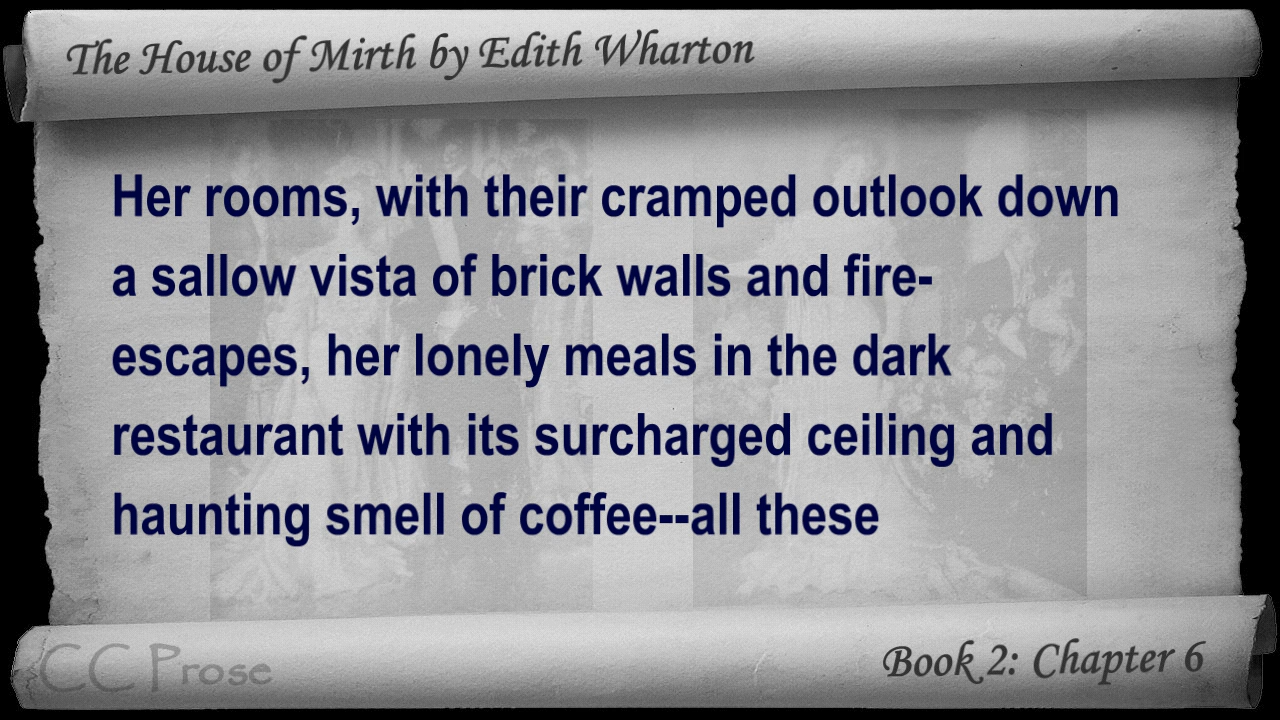 The House of Mirth by Edith Wharton
Her rooms, with their cramped outlook down
a sallow vista of brick walls and fire-
escapes, her lonely meals in the dark
restaurant with its surcharged ceiling and
haunting smell of coffee--all these
CC Prose
Book 2: Chapter 6